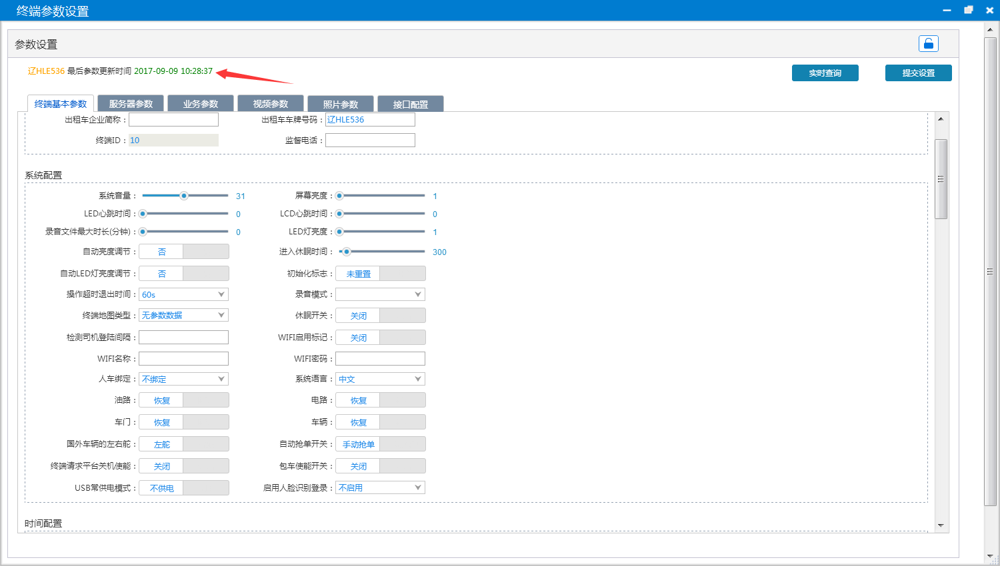 终端参数设置
参数设置
辽HLE536 最后参数更新时间 2017-09-09 10:28:37
实时查询 提交设置
终端基本参数 服务器参数 业务参数 视频参数 照片参数 接口配置
出租车企业简称： 出租车车牌号码：辽HLE536
终端ID：10 监督电话：
系统配置
系统音量： 31 屏幕亮度： 1
LED心跳时间： 0 LCD心跳时间： 0
录音文件最大时长(分钟)： 0 LED灯亮度： 1
自动亮度调节：否 进入休眠时间： 300
自动LED灯亮度调节：否 初始化标志：未重置
操作超时退出时间：60s 录音模式：
终端地图类型：无参数数据 休眠开关：关闭
检测司机登陆间隔： WIFI启用标记：关闭
WIFI名称： WIFI密码：
人车绑定：不绑定 系统语言：中文
油路：恢复 电路：恢复
车门：恢复 车辆：恢复
国外车辆的左右舵：左舵 自动抢单开关：手动抢单
终端请求平台关机使能：关闭 包车使能开关：关闭
USB常供电模式：不供电 启用人脸识别登录：不启用
时间配置